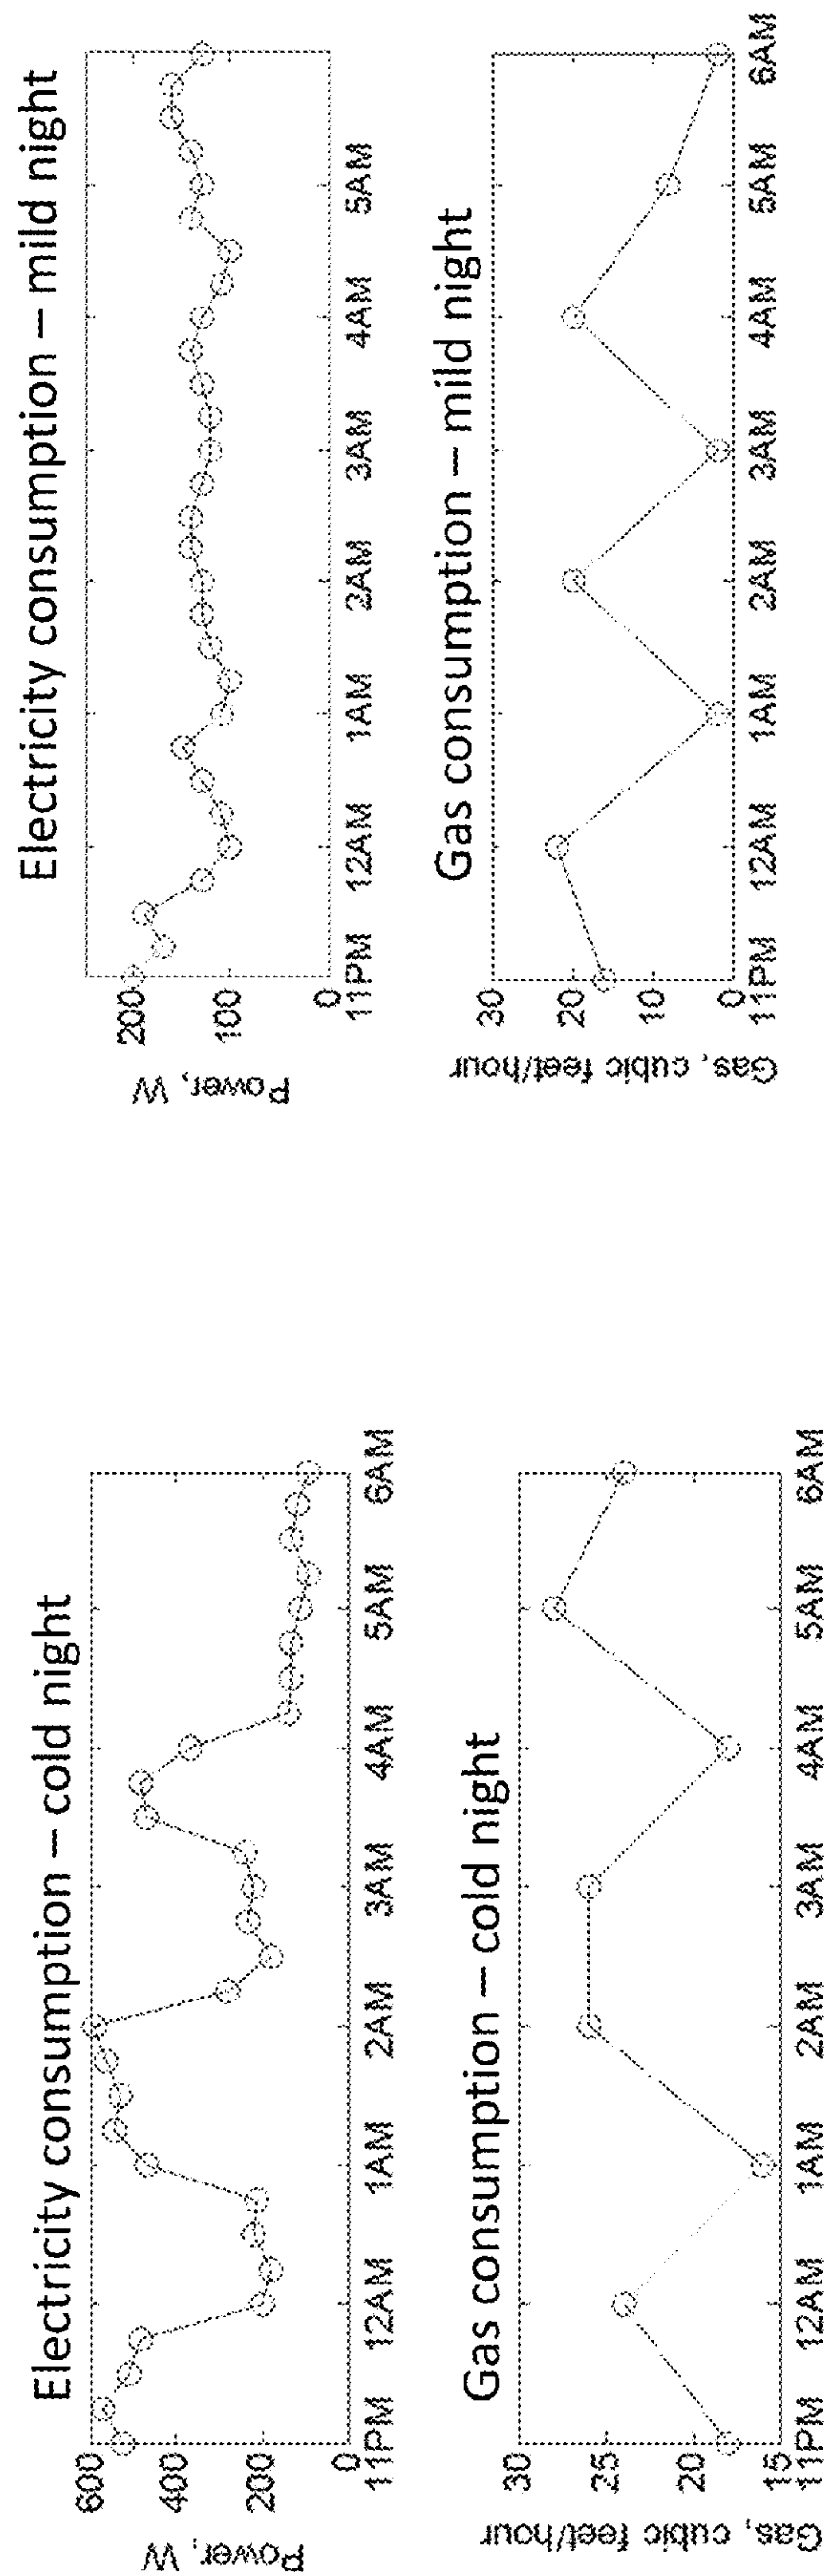 Electricity consumption – cold night
600
400
200
0
Power, W
11PM 12AM 1AM 2AM 3AM 4AM 5AM 6AM
Gas consumption – cold night
30
25
20
15
Gas, cubic feet/hour
11PM 12AM 1AM 2AM 3AM 4AM 5AM 6AM
Electricity consumption – mild night
200
100
0
Power, W
11PM 12AM 1AM 2AM 3AM 4AM 5AM
Gas consumption – mild night
30
20
10
0
Gas, cubic feet/hour
11PM 12AM 1AM 2AM 3AM 4AM 5AM 6AM